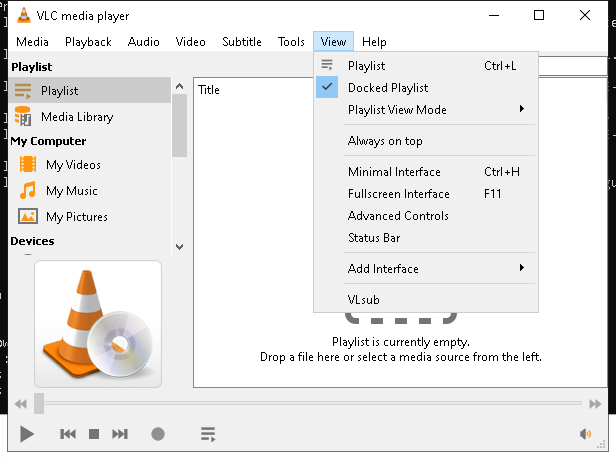 VLC media player
Media Playback Audio Video Subtitle Tools View Help
Playlist
Playlist
Media Library
My Computer
My Videos
My Music
My Pictures
Devices
Title
Playlist Ctrl+L
Docked Playlist
Playlist View Mode
Always on top
Minimal Interface Ctrl+H
Fullscreen Interface F11
Advanced Controls
Status Bar
Add Interface
VLsub
Playlist is currently empty.
Drop a file here or select a media source from the left.